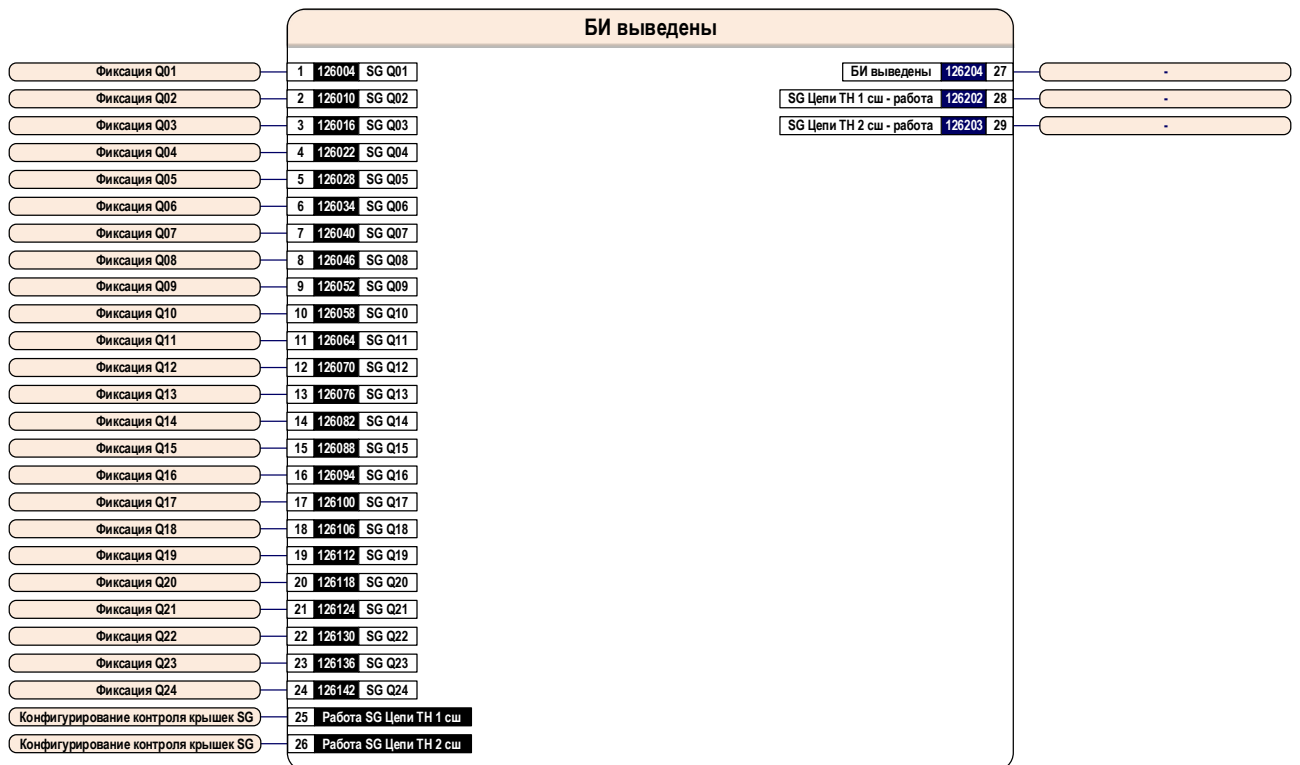 БИ выведены
Фиксация Q01 1 126004 SG Q01 БИ выведены 126204 27 -
Фиксация Q02 2 126010 SG Q02 SG Цепи ТН 1 сш - работа 126202 28 -
Фиксация Q03 3 126016 SG Q03 SG Цепи ТН 2 сш - работа 126203 29 -
Фиксация Q04 4 126022 SG Q04
Фиксация Q05 5 126028 SG Q05
Фиксация Q06 6 126034 SG Q06
Фиксация Q07 7 126040 SG Q07
Фиксация Q08 8 126046 SG Q08
Фиксация Q09 9 126052 SG Q09
Фиксация Q10 10 126058 SG Q10
Фиксация Q11 11 126064 SG Q11
Фиксация Q12 12 126070 SG Q12
Фиксация Q13 13 126076 SG Q13
Фиксация Q14 14 126082 SG Q14
Фиксация Q15 15 126088 SG Q15
Фиксация Q16 16 126094 SG Q16
Фиксация Q17 17 126100 SG Q17
Фиксация Q18 18 126106 SG Q18
Фиксация Q19 19 126112 SG Q19
Фиксация Q20 20 126118 SG Q20
Фиксация Q21 21 126124 SG Q21
Фиксация Q22 22 126130 SG Q22
Фиксация Q23 23 126136 SG Q23
Фиксация Q24 24 126142 SG Q24
Конфигурирование контроля крышек SG 25 Работа SG Цепи ТН 1 сш
Конфигурирование контроля крышек SG 26 Работа SG Цепи ТН 2 сш